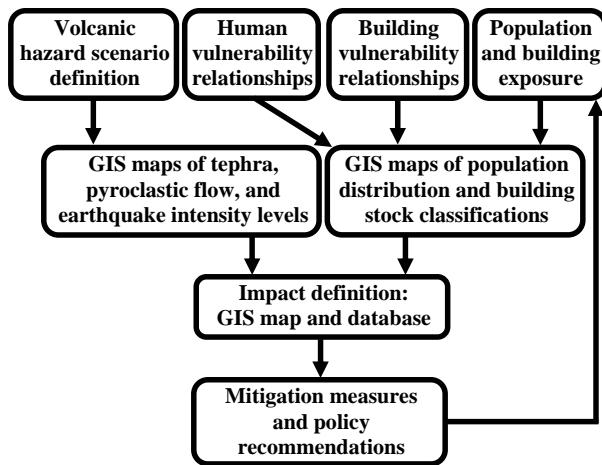 Volcanic
hazard scenario
definition
Human
vulnerability
relationships
Building
vulnerability
relationships
Population
and building
exposure
GIS maps of tephra,
pyroclastic flow, and
earthquake intensity levels
GIS maps of population
distribution and building
stock classifications
Impact definition:
GIS map and database
Mitigation measures
and policy
recommendations